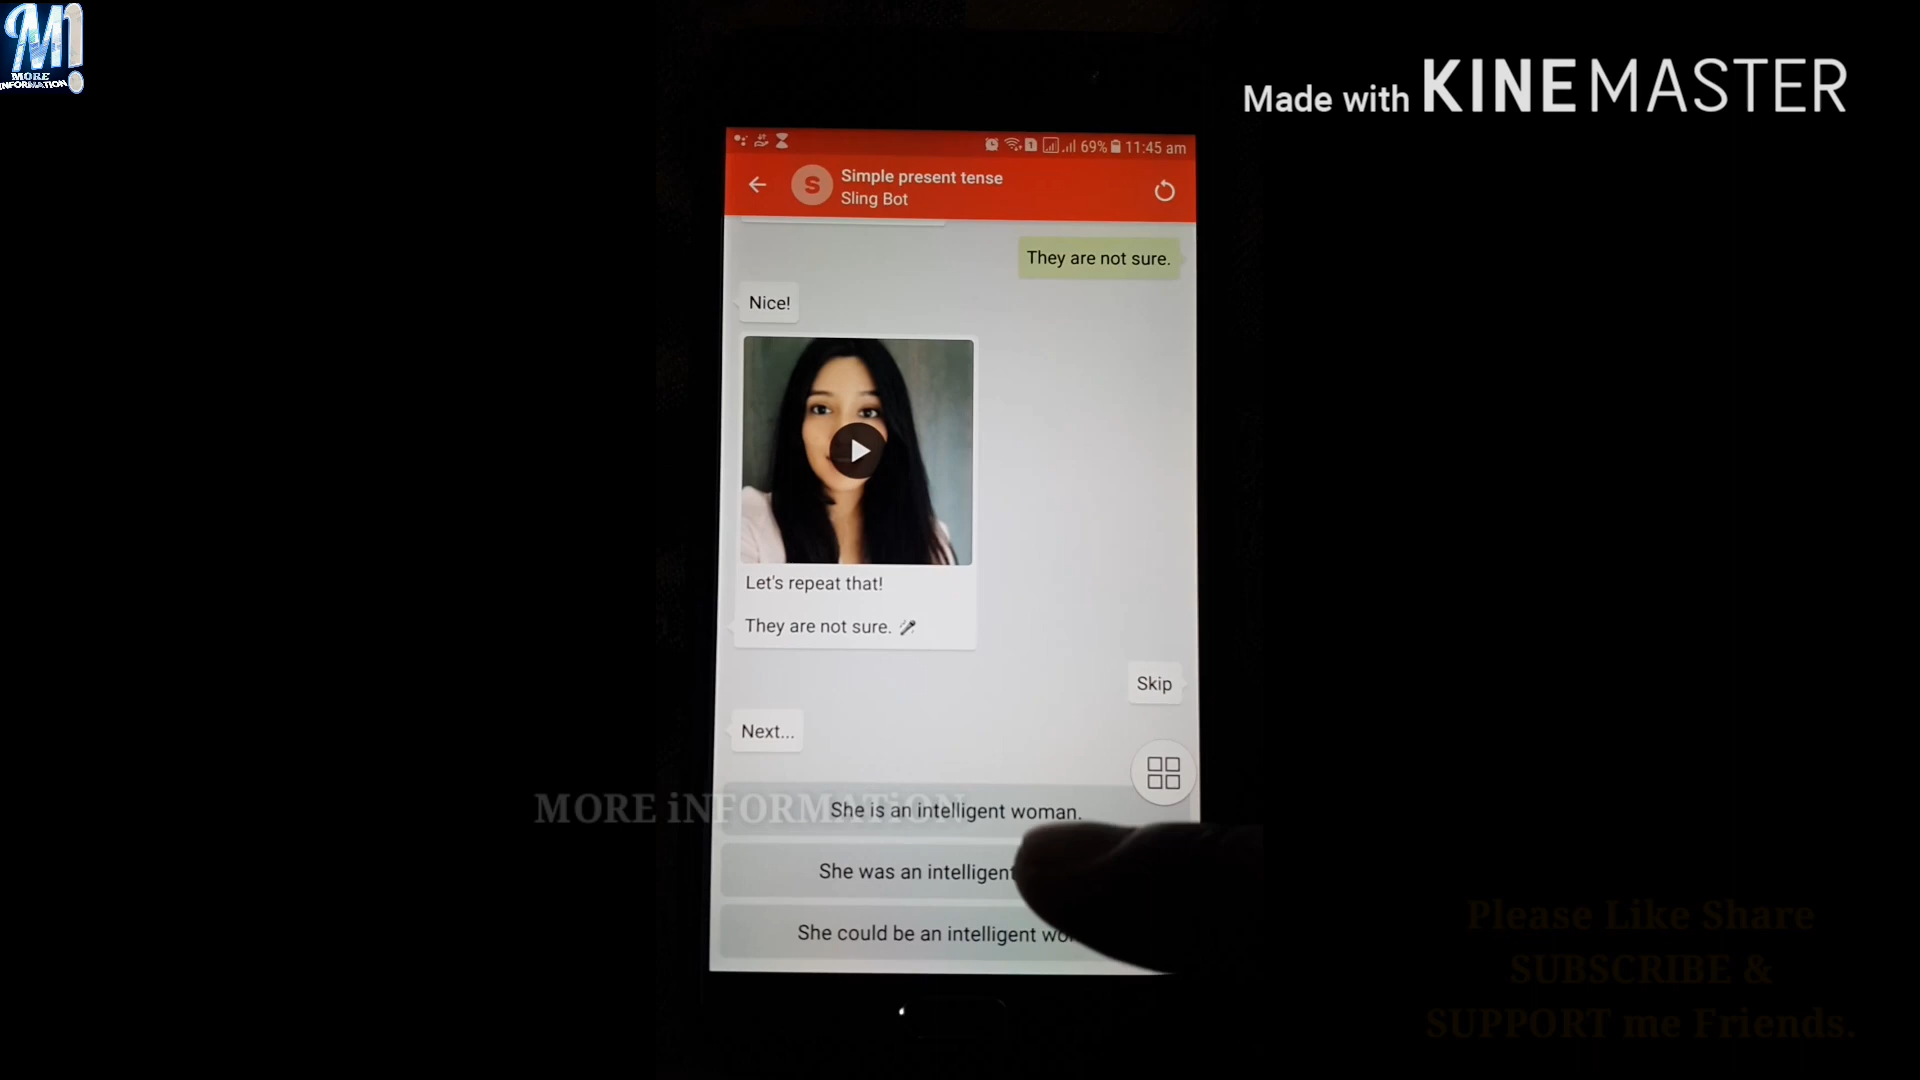 M!
MORE
INFORMATION
Made with KINEMASTER
1 69% 11:45 am
S
Simple present tense
Sling Bot
They are not sure.
Nice!
Let's repeat that!
They are not sure.
Skip
Next...
She is an intelligent woman.
MORE iNFORMATiON
She was an intelligent
She could be an intelligent
Please Like Share
SUBSCRIBE &
SUPPORT me Friends.